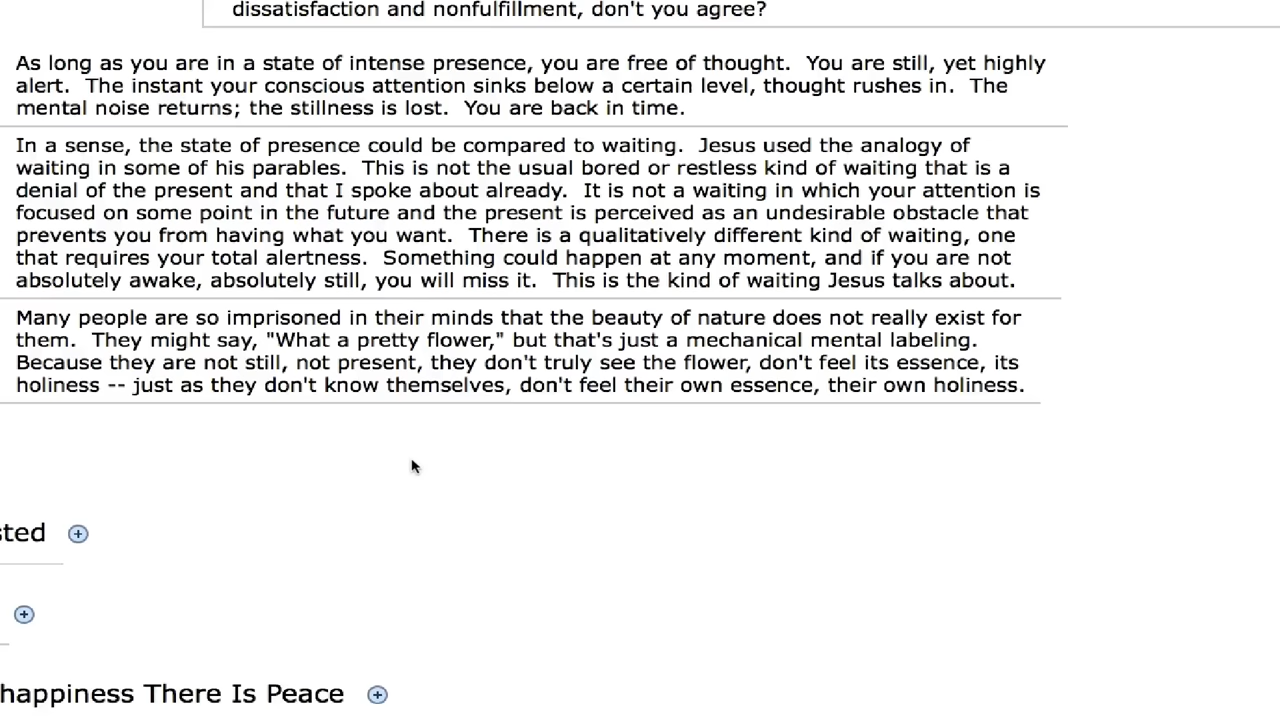 dissatisfaction and nonfulfillment, don't you agree?
As long as you are in a state of intense presence, you are free of thought.  You are still, yet highly
alert.  The instant your conscious attention sinks below a certain level, thought rushes in.  The
mental noise returns; the stillness is lost.  You are back in time.
In a sense, the state of presence could be compared to waiting.  Jesus used the analogy of
waiting in some of his parables.  This is not the usual bored or restless kind of waiting that is a
denial of the present and that I spoke about already.  It is not a waiting in which your attention is
focused on some point in the future and the present is perceived as an undesirable obstacle that
prevents you from having what you want.  There is a qualitatively different kind of waiting, one
that requires your total alertness.  Something could happen at any moment, and if you are not
absolutely awake, absolutely still, you will miss it.  This is the kind of waiting Jesus talks about.
Many people are so imprisoned in their minds that the beauty of nature does not really exist for
them.  They might say, "What a pretty flower," but that's just a mechanical mental labeling.
Because they are not still, not present, they don't truly see the flower, don't feel its essence, its
holiness -- just as they don't know themselves, don't feel their own essence, their own holiness.
sted
happiness There Is Peace